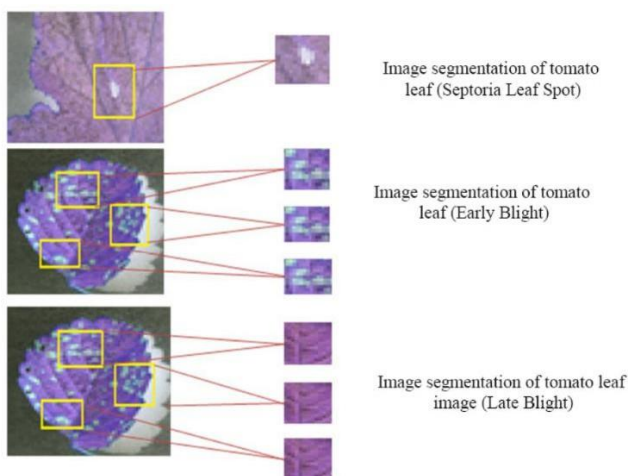 Image segmentation of tomato
leaf (Septoria Leaf Spot)
Image segmentation of tomato
leaf (Early Blight)
Image segmentation of tomato leaf
image (Late Blight)